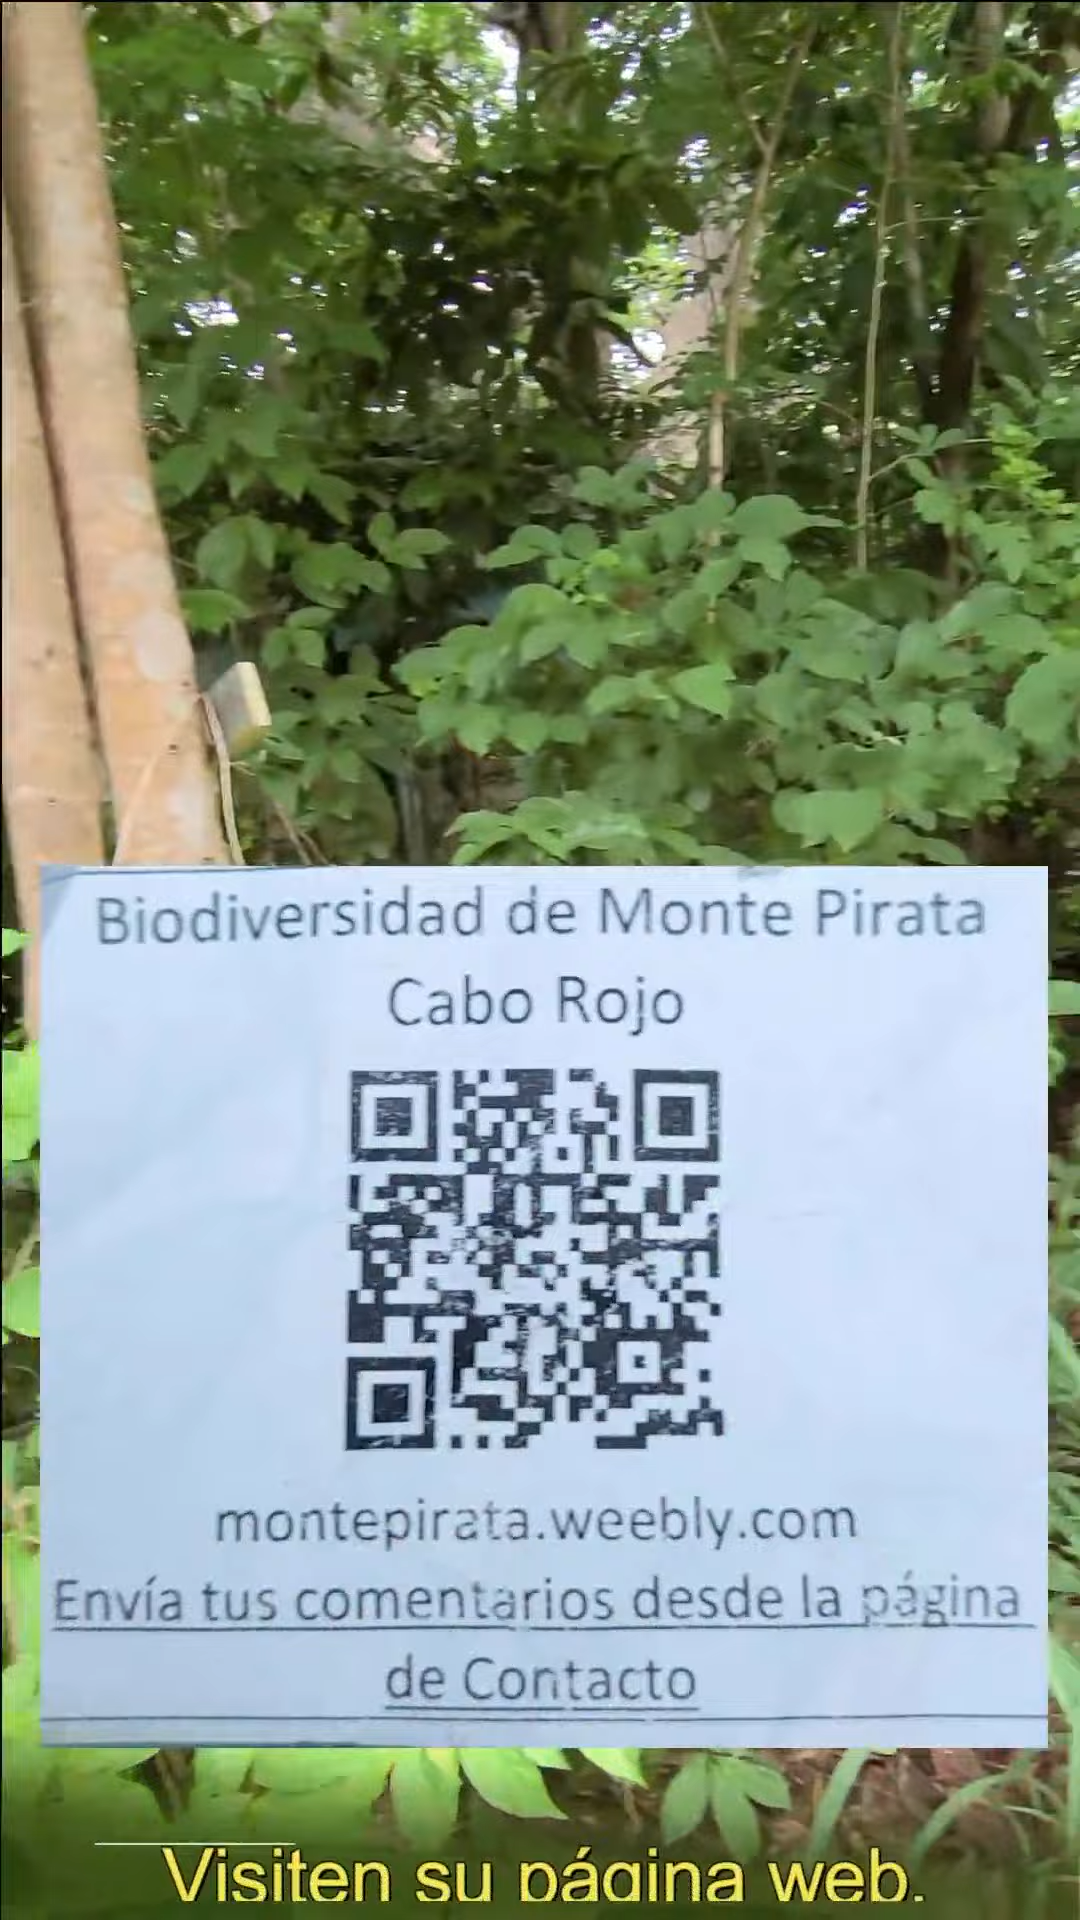 Biodiversidad de Monte Pirata
Cabo Rojo
montepirata.weebly.com
Envía tus comentarios desde la página
de Contacto
Visiten su página web.